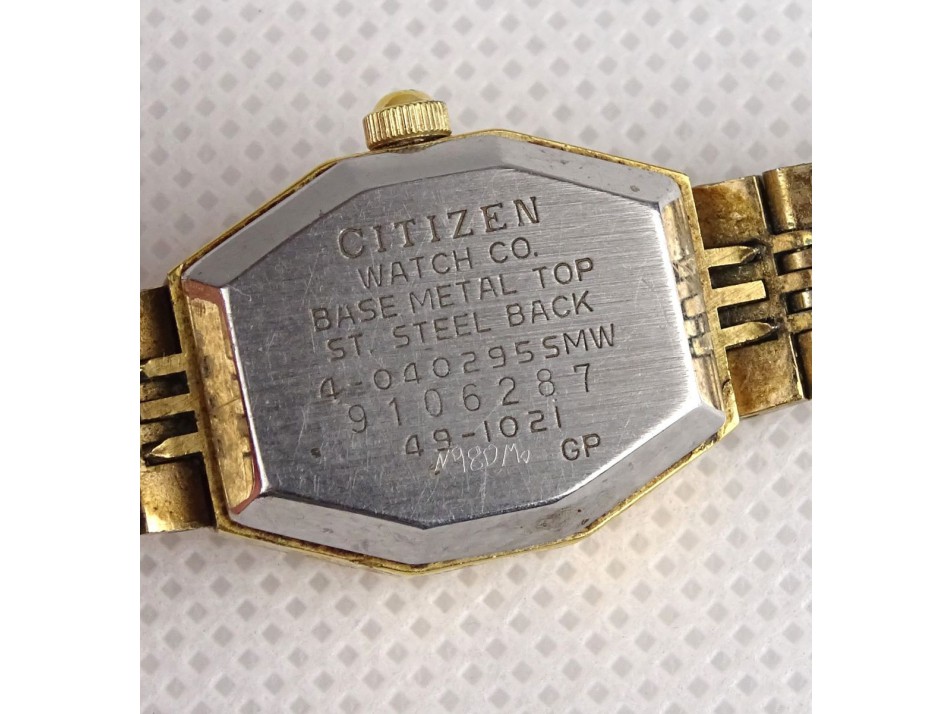 CITIZEN
WATCH CO.
BASE METAL TOP
ST. STEEL BACK
4-040295SMW
9106287
49-1021
GP